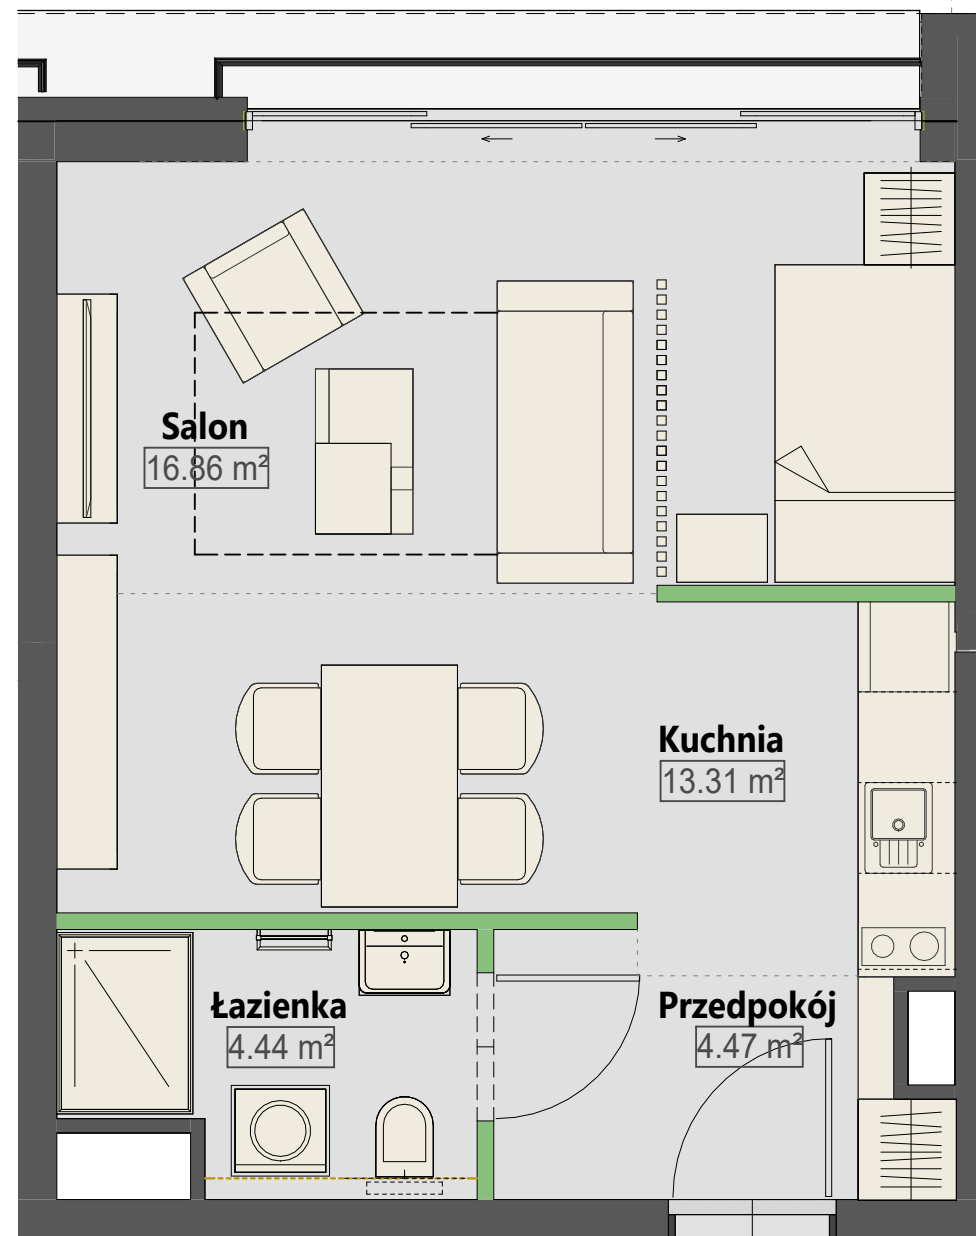 Salon
16.86 m²
Kuchnia
13.31 m²
Łazienka
4.44 m²
Przedpokój
4.47 m²